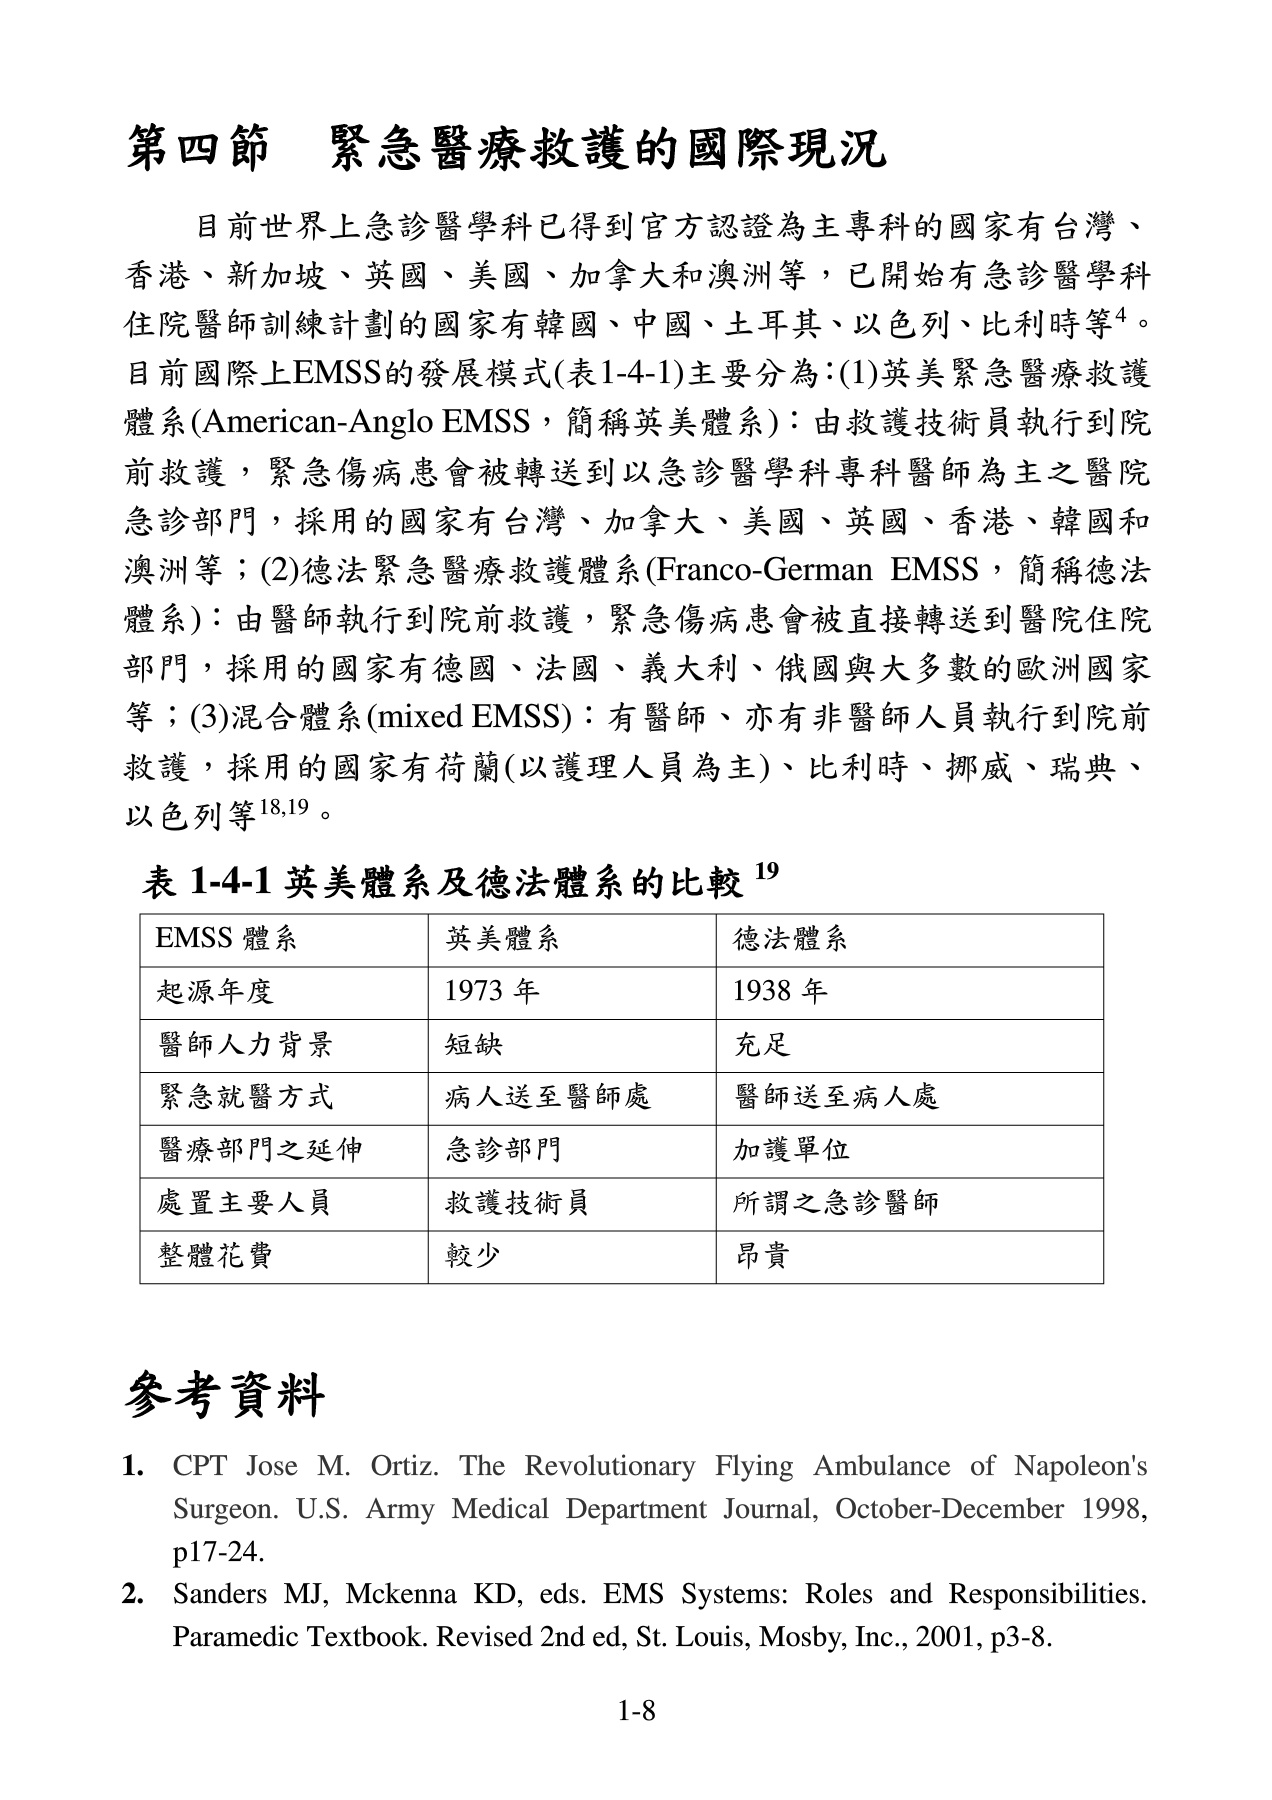 第四節　緊急醫療救護的國際現況
目前世界上急診醫學科已得到官方認證為主專科的國家有台灣、
香港、新加坡、英國、美國、加拿大和澳洲等，已開始有急診醫學科
住院醫師訓練計劃的國家有韓國、中國、土耳其、以色列、比利時等4。
目前國際上EMSS的發展模式(表1-4-1)主要分為：(1)英美緊急醫療救護
體系(American-Anglo EMSS，簡稱英美體系)：由救護技術員執行到院
前救護，緊急傷病患會被轉送到以急診醫學科專科醫師為主之醫院
急診部門，採用的國家有台灣、加拿大、美國、英國、香港、韓國和
澳洲等；(2)德法緊急醫療救護體系(Franco-German EMSS，簡稱德法
體系)：由醫師執行到院前救護，緊急傷病患會被直接轉送到醫院住院
部門，採用的國家有德國、法國、義大利、俄國與大多數的歐洲國家
等；(3)混合體系(mixed EMSS)：有醫師、亦有非醫師人員執行到院前
救護，採用的國家有荷蘭(以護理人員為主)、比利時、挪威、瑞典、
以色列等18,19。
表 1-4-1 英美體系及德法體系的比較 19
EMSS 體系 英美體系 德法體系
起源年度 1973 年 1938 年
醫師人力背景 短缺 充足
緊急就醫方式 病人送至醫師處 醫師送至病人處
醫療部門之延伸 急診部門 加護單位
處置主要人員 救護技術員 所謂之急診醫師
整體花費 較少 昂貴
參考資料
1. CPT Jose M. Ortiz. The Revolutionary Flying Ambulance of Napoleon's
Surgeon. U.S. Army Medical Department Journal, October-December 1998,
p17-24.
2. Sanders MJ, Mckenna KD, eds. EMS Systems: Roles and Responsibilities.
Paramedic Textbook. Revised 2nd ed, St. Louis, Mosby, Inc., 2001, p3-8.
1-8